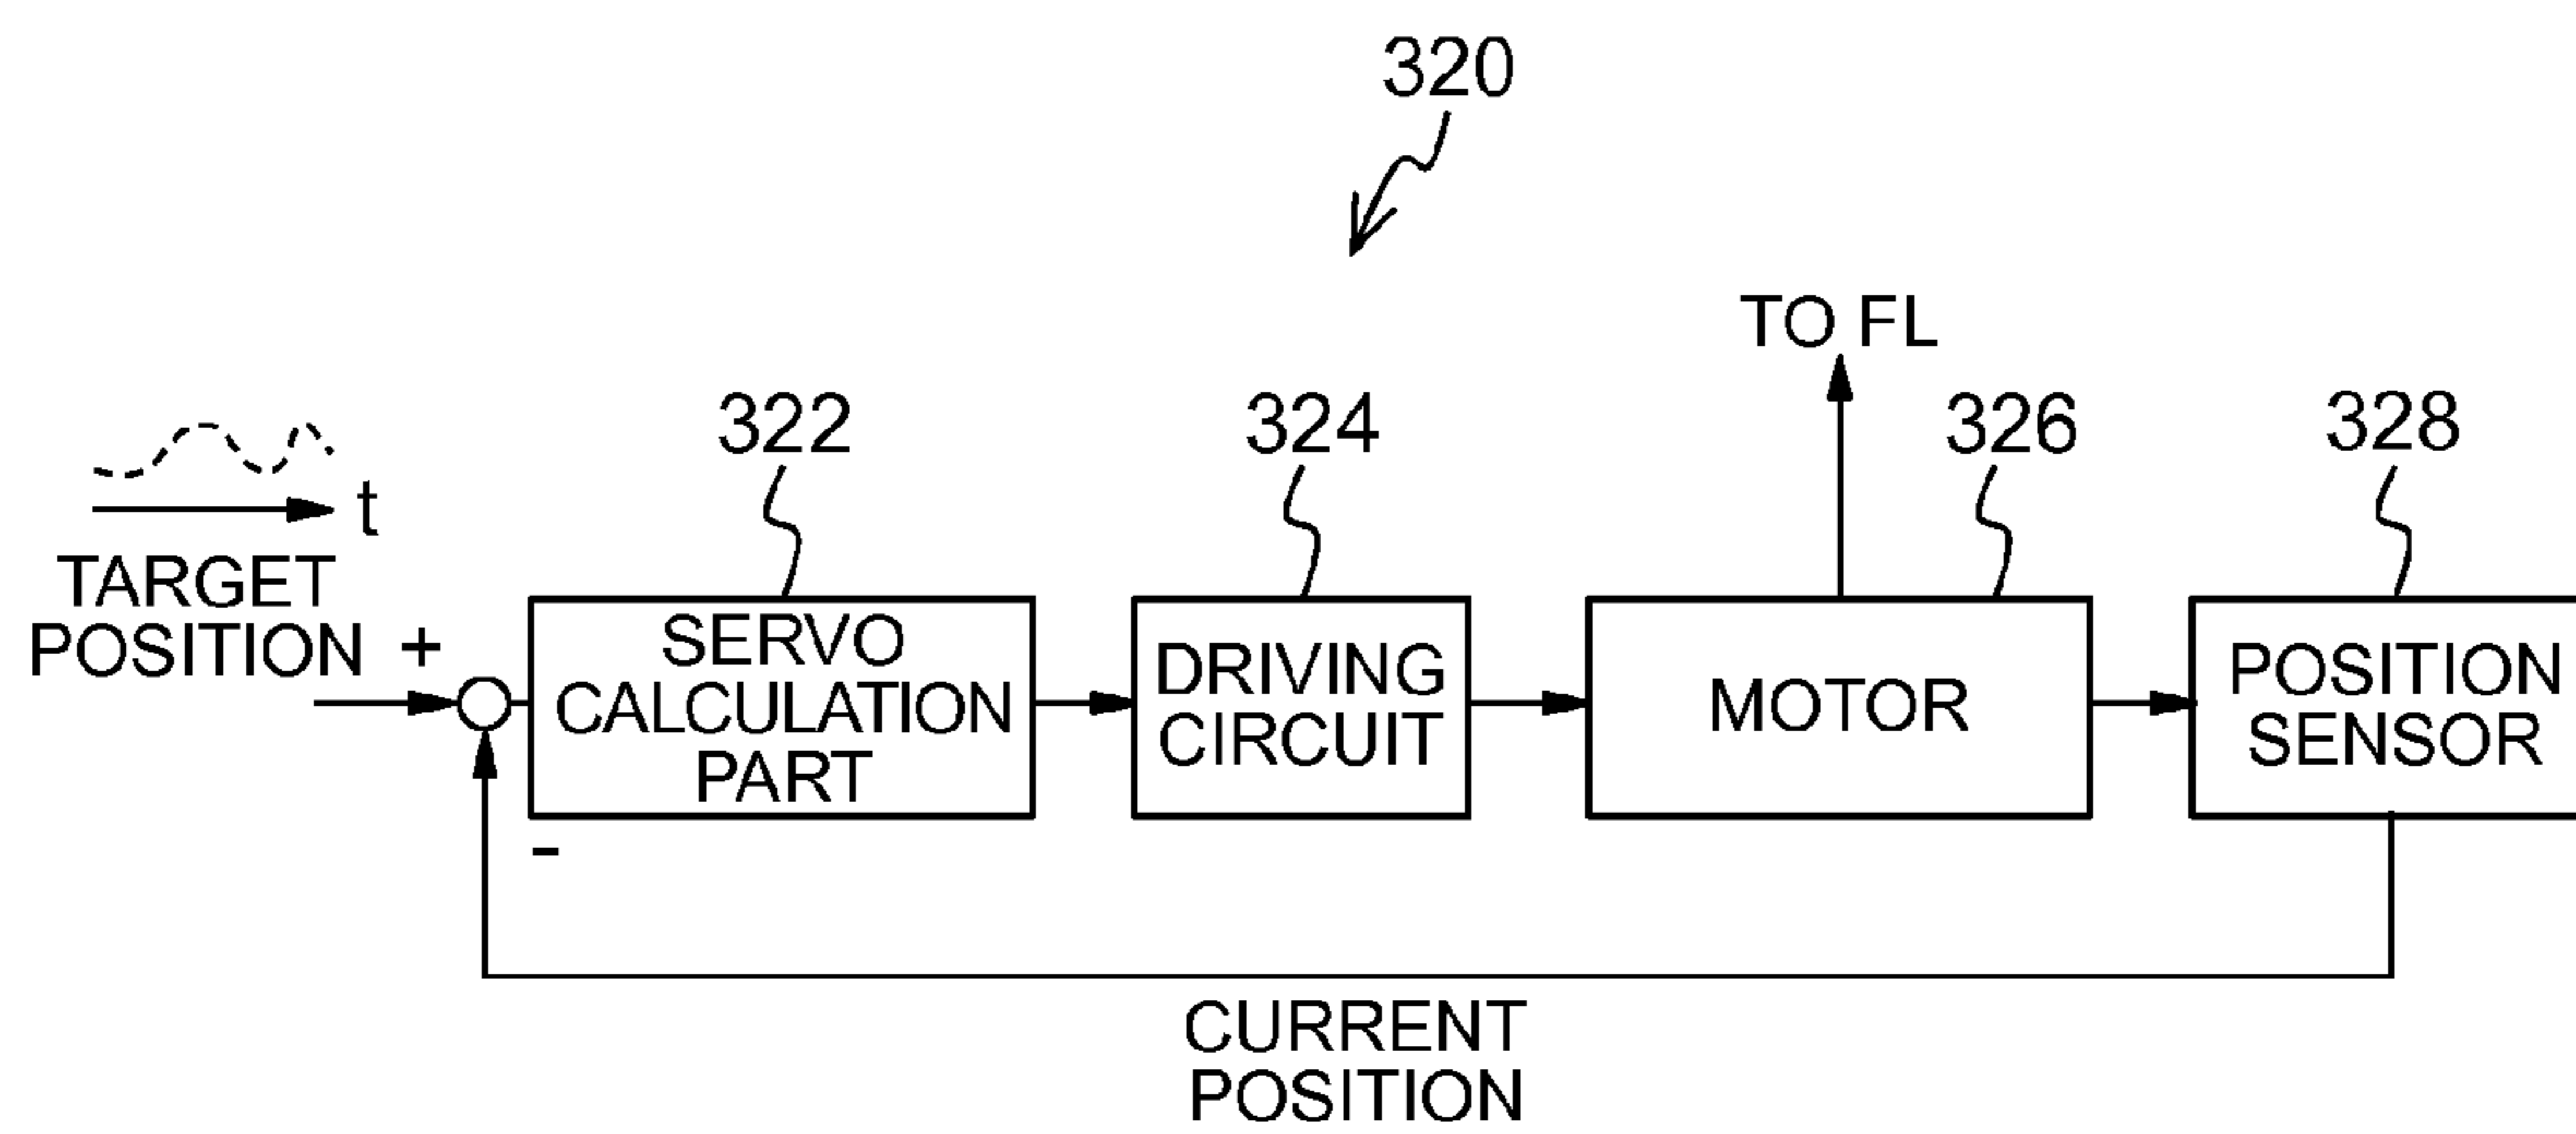 320
TO FL
322
324
326
328
t
TARGET
POSITION
+
SERVO
CALCULATION
PART
DRIVING
CIRCUIT
MOTOR
POSITION
SENSOR
-
CURRENT
POSITION